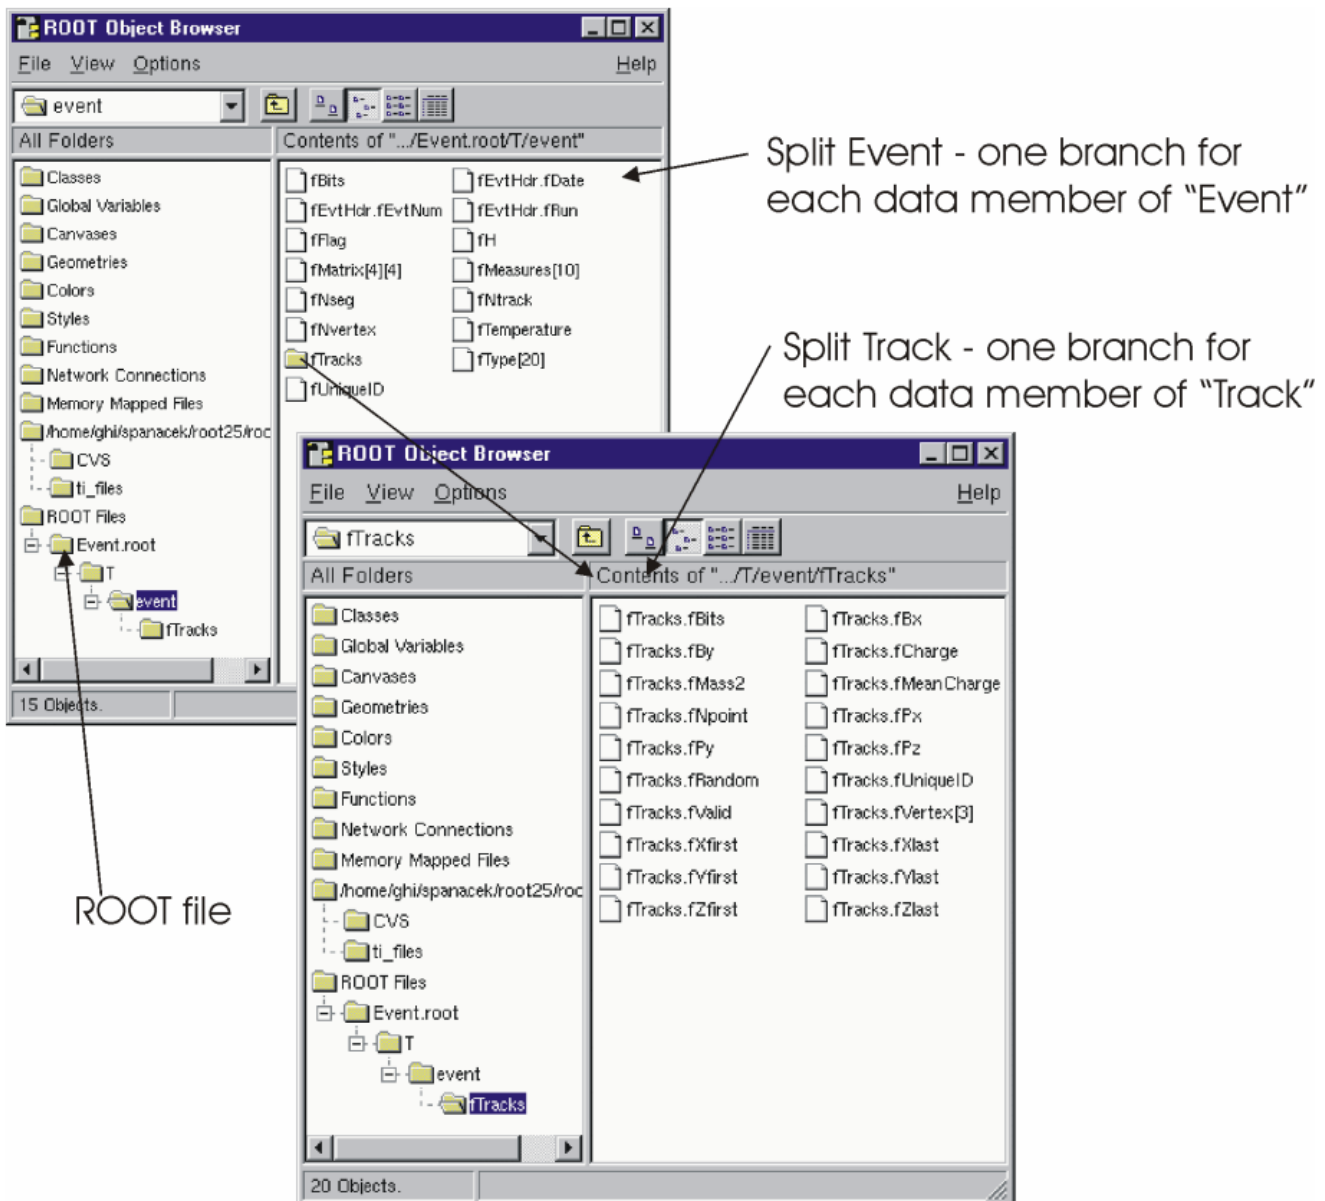 ROOT Object Browser
File View Options Help
event
All Folders
Contents of ".../Event.root/T/event"
Classes
Global Variables
Canvases
Geometries
Colors
Styles
Functions
Network Connections
Memory Mapped Files
/home/ghi/spanacek/root25/roc
CVS
ti_files
ROOT Files
Event.root
T
event
fTracks
15 Objects.
fBits fEvtHdr.fDate
fEvtHdr.fEvtNum fEvtHdr.fRun
fFlag fH
fMatrix[4][4] fMeasures[10]
fNseg fNtrack
fNvertex fTemperature
fTracks fType[20]
fUniqueID
Split Event - one branch for
each data member of "Event"
Split Track - one branch for
each data member of "Track"
ROOT file
ROOT Object Browser
File View Options Help
fTracks
All Folders
Contents of ".../T/event/fTracks"
Classes
Global Variables
Canvases
Geometries
Colors
Styles
Functions
Network Connections
Memory Mapped Files
/home/ghi/spanacek/root25/roc
CVS
ti_files
ROOT Files
Event.root
T
event
fTracks
20 Objects.
fTracks.fBits fTracks.fBx
fTracks.fBy fTracks.fCharge
fTracks.fMass2 fTracks.fMeanCharge
fTracks.fNpoint fTracks.fPx
fTracks.fPy fTracks.fPz
fTracks.fRandom fTracks.fUniqueID
fTracks.fValid fTracks.fVertex[3]
fTracks.fXfirst fTracks.fXlast
fTracks.fYfirst fTracks.fYlast
fTracks.fZfirst fTracks.fZlast